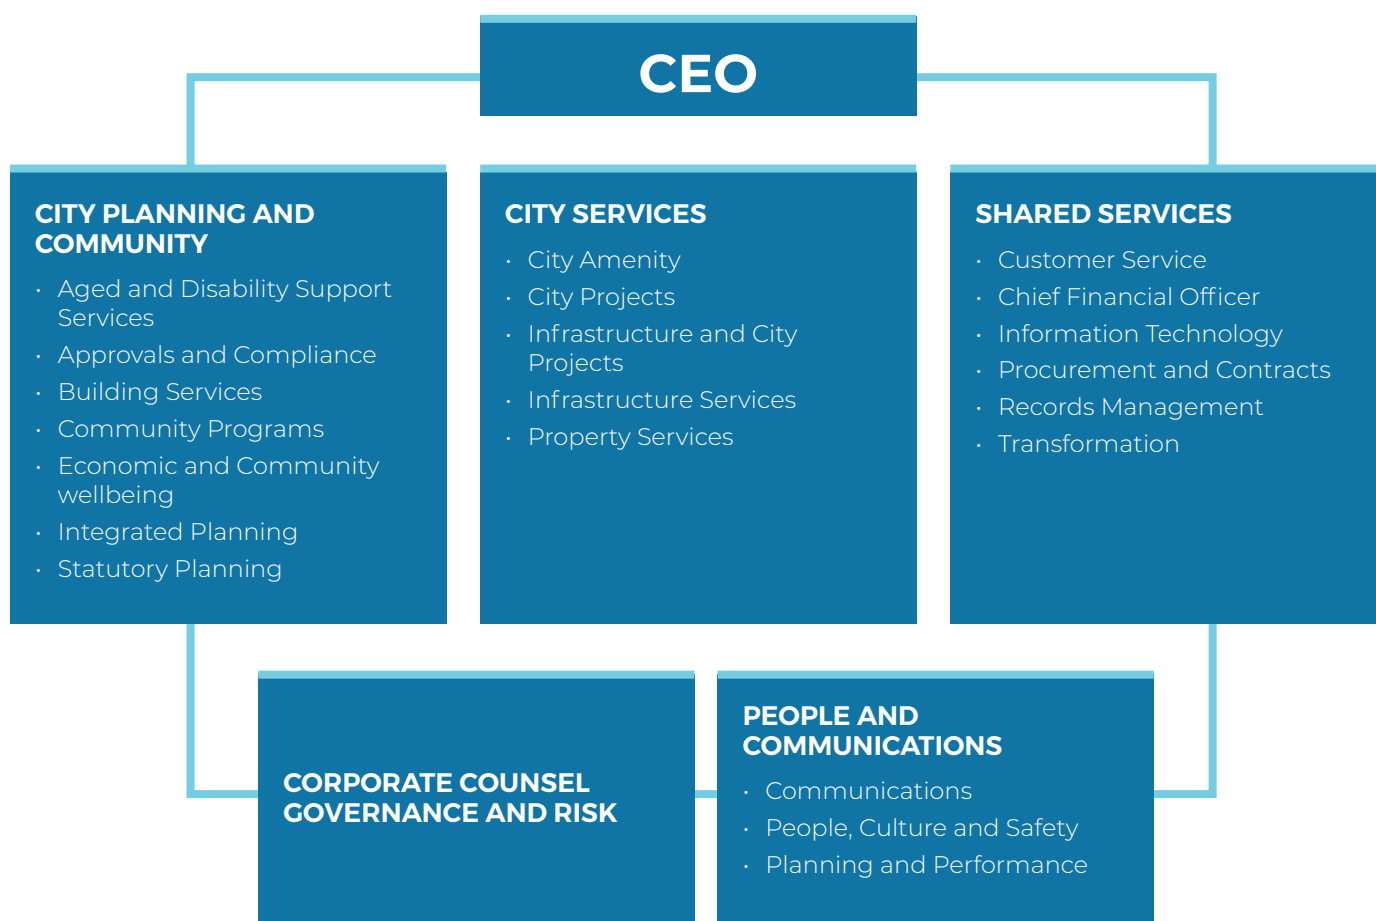 CEO
CITY PLANNING AND
COMMUNITY
· Aged and Disability Support
Services
· Approvals and Compliance
· Building Services
· Community Programs
· Economic and Community
wellbeing
· Integrated Planning
· Statutory Planning
CITY SERVICES
· City Amenity
· City Projects
· Infrastructure and City
Projects
· Infrastructure Services
· Property Services
SHARED SERVICES
· Customer Service
· Chief Financial Officer
· Information Technology
· Procurement and Contracts
· Records Management
· Transformation
CORPORATE COUNSEL
GOVERNANCE AND RISK
PEOPLE AND
COMMUNICATIONS
· Communications
· People, Culture and Safety
· Planning and Performance